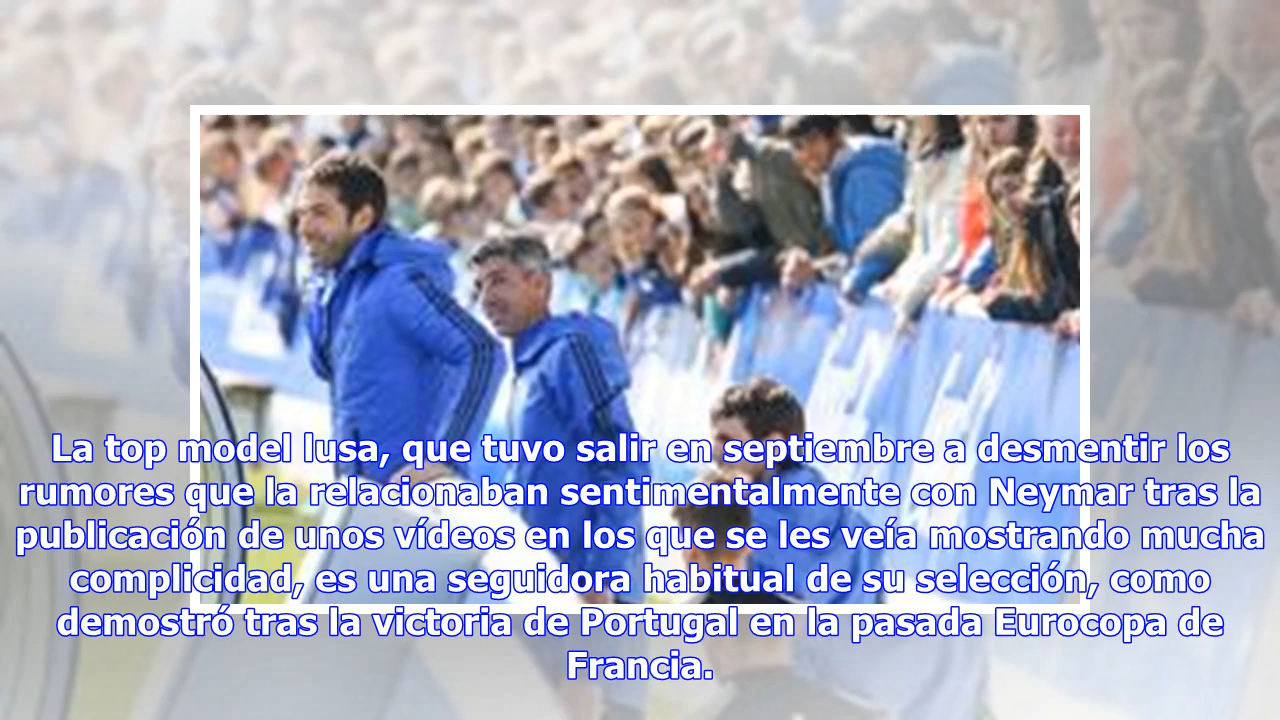 La top model lusa, que tuvo salir en septiembre a desmentir los
rumores que la relacionaban sentimentalmente con Neymar tras la
publicación de unos vídeos en los que se les veía mostrando mucha
complicidad, es una seguidora habitual de su selección, como
demostró tras la victoria de Portugal en la pasada Eurocopa de
Francia.